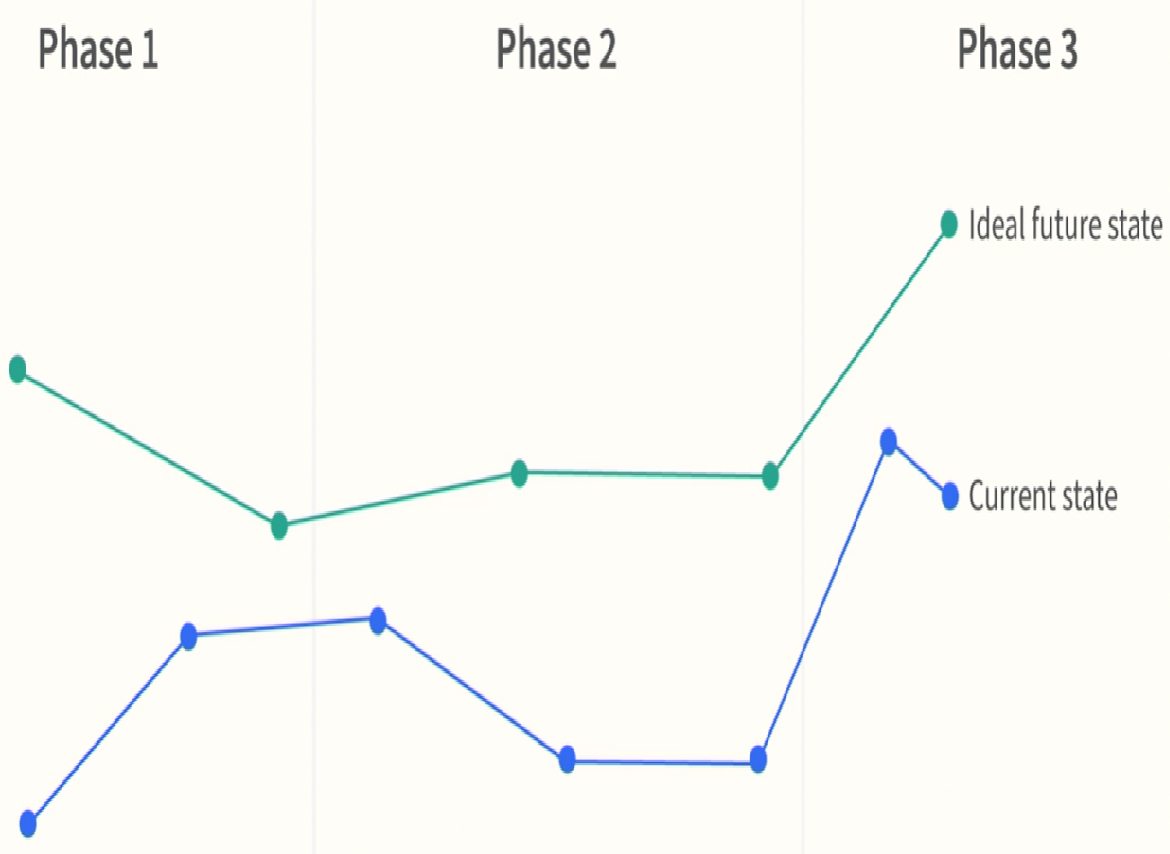 Phase 1
Phase 2
Phase 3
Ideal future state
Current state